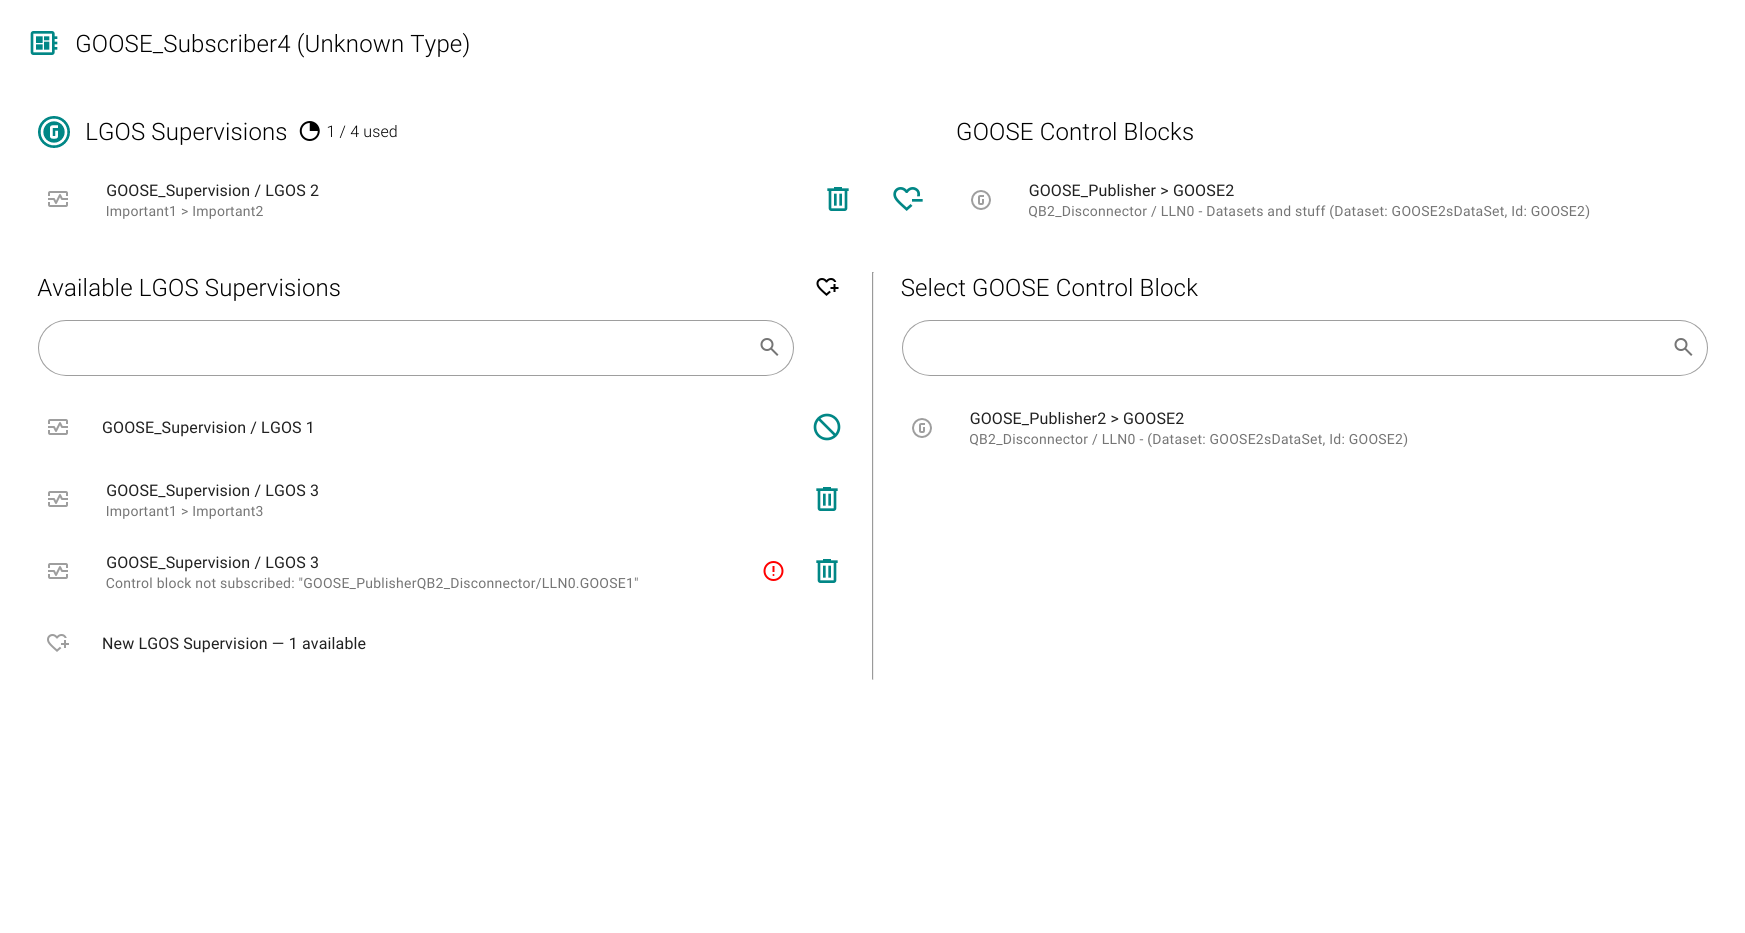 GOOSE_Subscriber4 (Unknown Type)
LGOS Supervisions 1 / 4 used
GOOSE Control Blocks
GOOSE_Supervision / LGOS 2
Important1 > Important2
GOOSE_Publisher > GOOSE2
QB2_Disconnector / LLN0 - Datasets and stuff (Dataset: GOOSE2sDataSet, Id: GOOSE2)
Available LGOS Supervisions
GOOSE_Supervision / LGOS 1
GOOSE_Supervision / LGOS 3
Important1 > Important3
GOOSE_Supervision / LGOS 3
Control block not subscribed: "GOOSE_PublisherQB2_Disconnector/LLN0.GOOSE1"
New LGOS Supervision — 1 available
Select GOOSE Control Block
GOOSE_Publisher2 > GOOSE2
QB2_Disconnector / LLN0 - (Dataset: GOOSE2sDataSet, Id: GOOSE2)